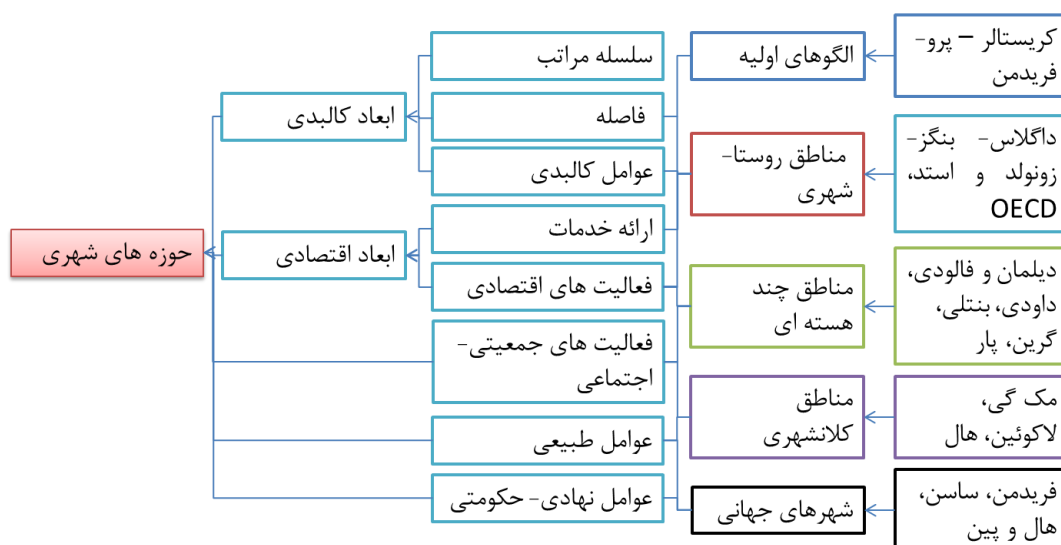 کریستالر – پرو-
فریدمن
داگلاس- بنگز-
زونولد و استد،
OECD
دیلمان و فالودی،
داودی، بنتلی،
گرین، پار
مک گی،
لاکوئین، هال
فریدمن، ساسن،
هال و پین
الگوهای اولیه
مناطق روستا-
شهری
مناطق چند
هسته ای
مناطق
کلانشهری
شهرهای جهانی
سلسله مراتب
فاصله
عوامل کالبدی
ارائه خدمات
فعالیت های اقتصادی
فعالیت های جمعیتی-
اجتماعی
عوامل طبیعی
عوامل نهادی- حکومتی
ابعاد کالبدی
ابعاد اقتصادی
حوزه های شهری